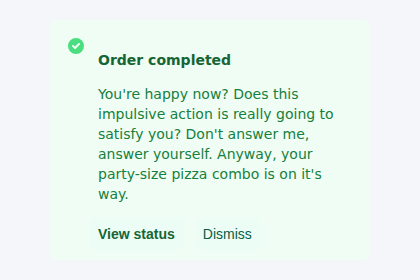 Order completed
You're happy now? Does this
impulsive action is really going to
satisfy you? Don't answer me,
answer yourself. Anyway, your
party-size pizza combo is on it's
way.
View status Dismiss